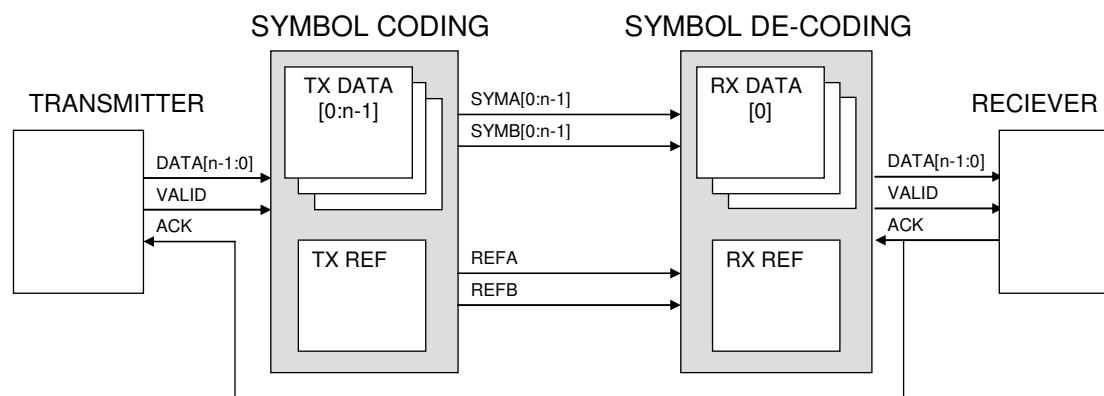 SYMBOL CODING
SYMBOL DE-CODING
TRANSMITTER
TX DATA
[0:n-1]
SYMA[0:n-1]
SYMB[0:n-1]
RX DATA
[0]
RECIEVER
DATA[n-1:0]
VALID
ACK
DATA[n-1:0]
VALID
ACK
TX REF
REFA
REFB
RX REF